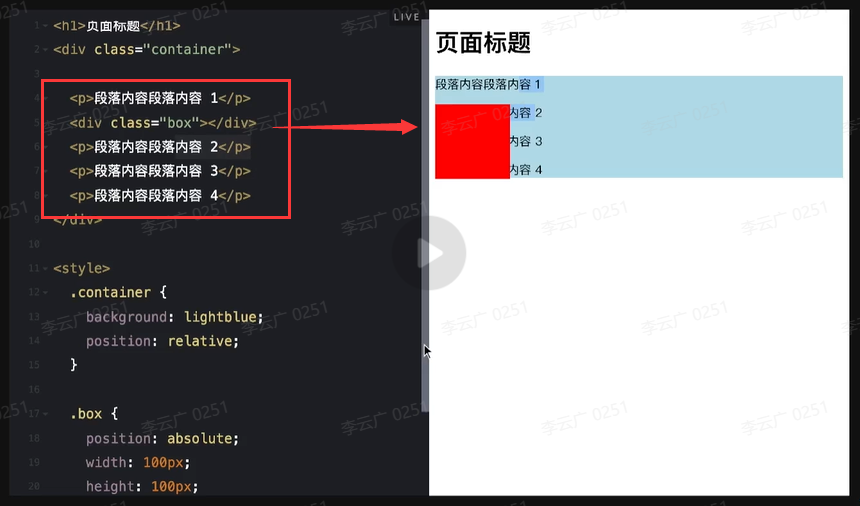 LIVE
1 <h1>页面标题</h1>
2 <div class="container">
3
4 <p>段落内容段落内容 1</p>
5 <div class="box"></div>
6 <p>段落内容段落内容 2</p>
7 <p>段落内容段落内容 3</p>
8 <p>段落内容段落内容 4</p>
9 </div>
10
11 <style>
12 .container {
13 background: lightblue;
14 position: relative;
15 }
16
17 .box {
18 position: absolute;
19 width: 100px;
20 height: 100px;
页面标题
段落内容段落内容 1
内容 2
内容 3
内容 4
李云广 0251